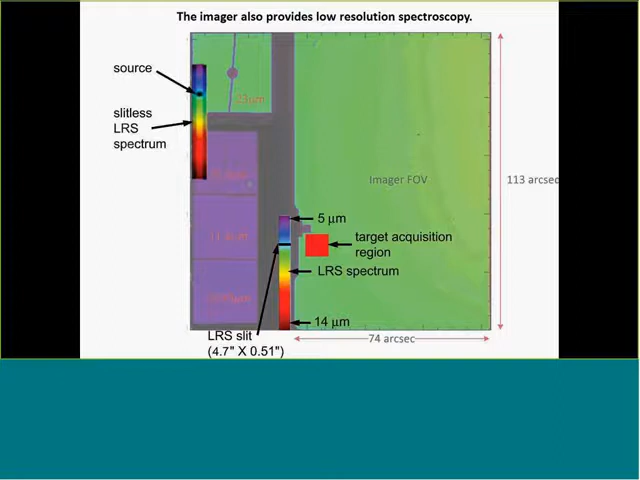 The imager also provides low resolution spectroscopy.
source
23µm
slitless
LRS
spectrum
Imager FOV
113 arcsec
5 µm
target acquisition
region
LRS spectrum
14 µm
LRS slit
(4.7" X 0.51")
74 arcsec